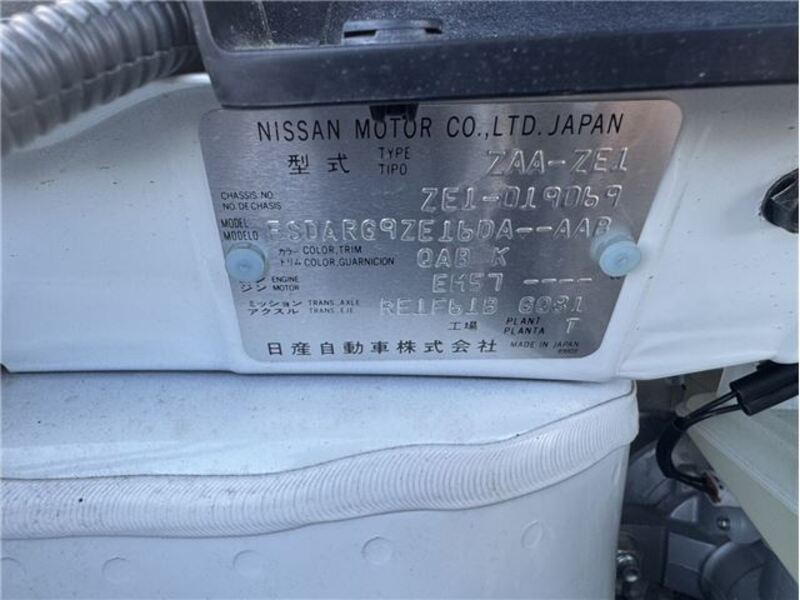 NISSAN MOTOR CO.,LTD. JAPAN
型式 TYPE TIPO ZAA-ZE1
CHASSIS NO. NO. DE CHASIS ZE1-019069
MODEL MODELO FSDARG9ZE16DA--AAB
カラー COLOR, TRIM
トリム COLOR, GUARNICION QAB K
ジン ENGINE MOTOR EM57 ----
ミッション TRANS. AXLE
アクスル TRANS. EJE RE1F61B G081
工場 PLANT PLANTA T
日産自動車株式会社 MADE IN JAPAN